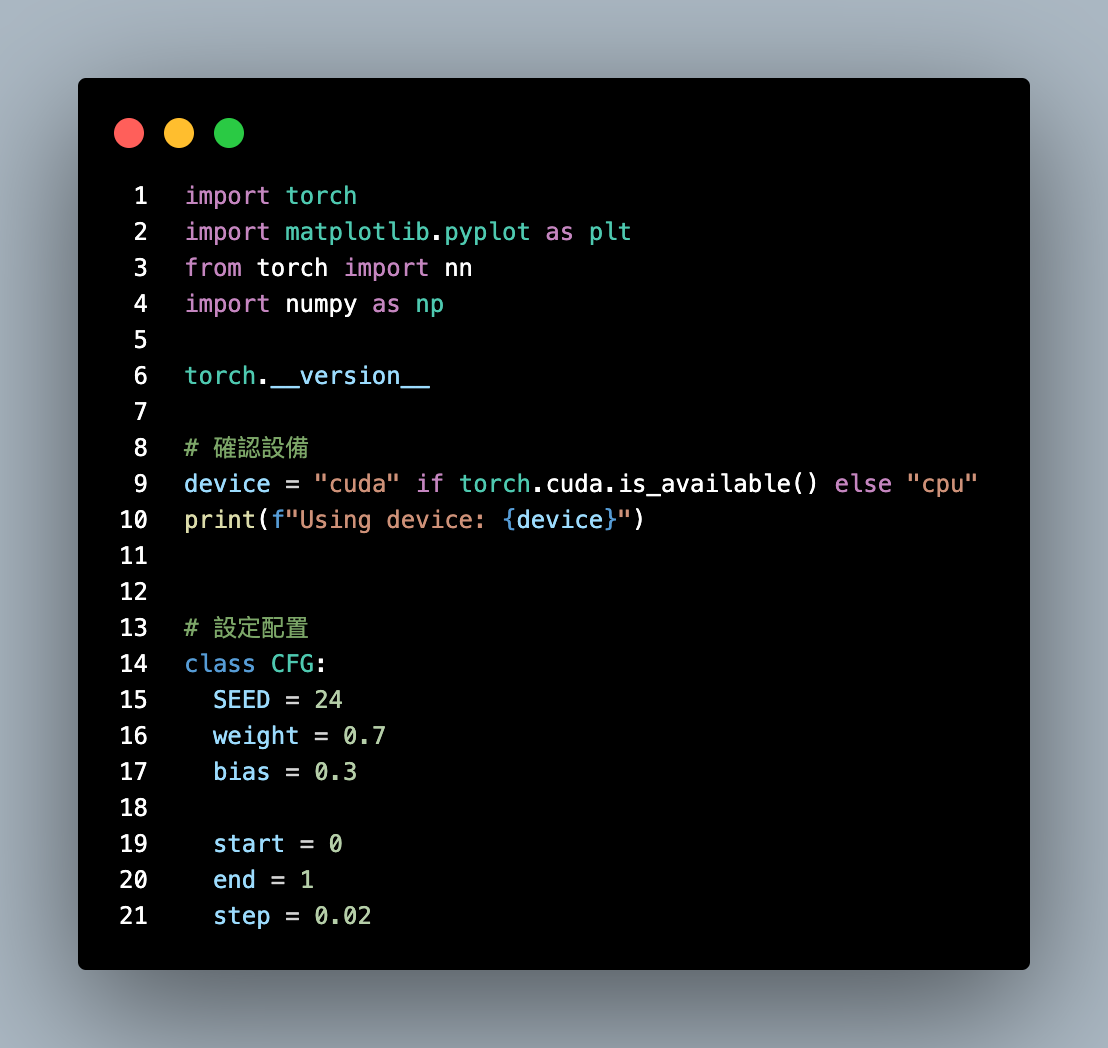 1 import torch
2 import matplotlib.pyplot as plt
3 from torch import nn
4 import numpy as np
5
6 torch.__version__
7
8 # 確認設備
9 device = "cuda" if torch.cuda.is_available() else "cpu"
10 print(f"Using device: {device}")
11
12
13 # 設定配置
14 class CFG:
15   SEED = 24
16   weight = 0.7
17   bias = 0.3
18
19   start = 0
20   end = 1
21   step = 0.02